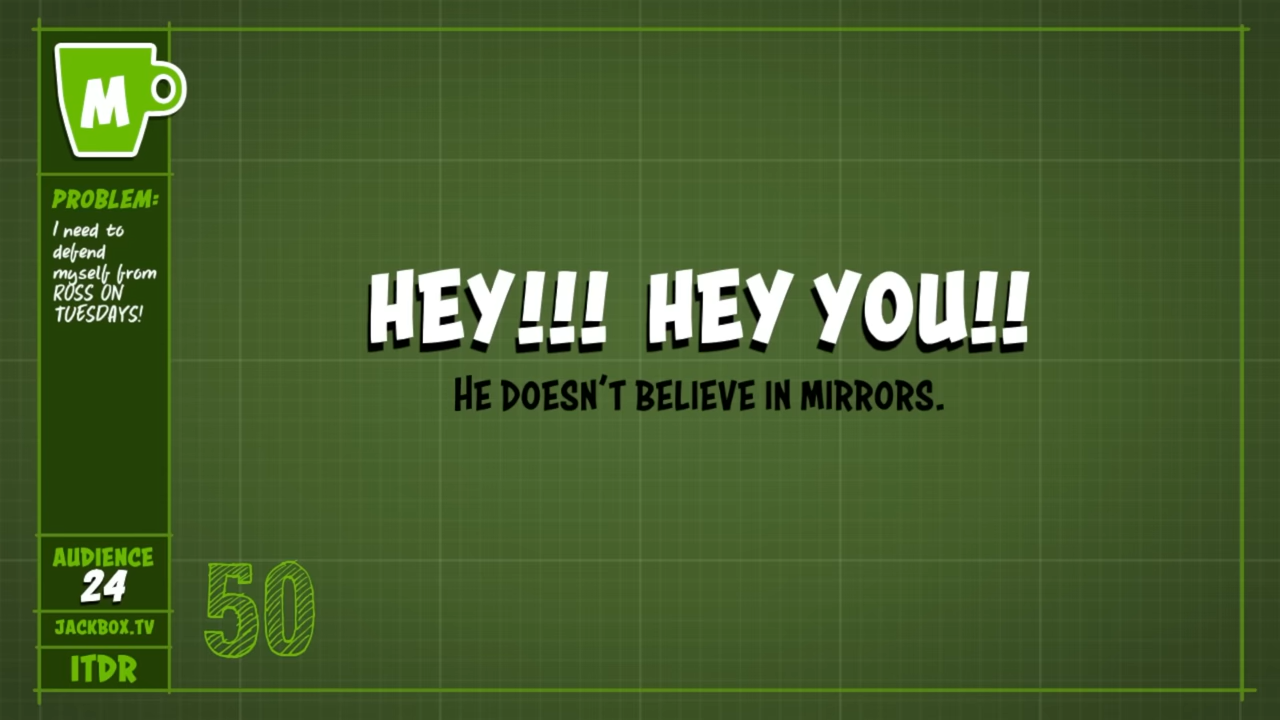 M
PROBLEM:
I need to
defend
myself from
ROSS ON
TUESDAYS!
HEY!!! HEY YOU!!
HE DOESN'T BELIEVE IN MIRRORS.
AUDIENCE
24
JACKBOX.TV
ITDR
50